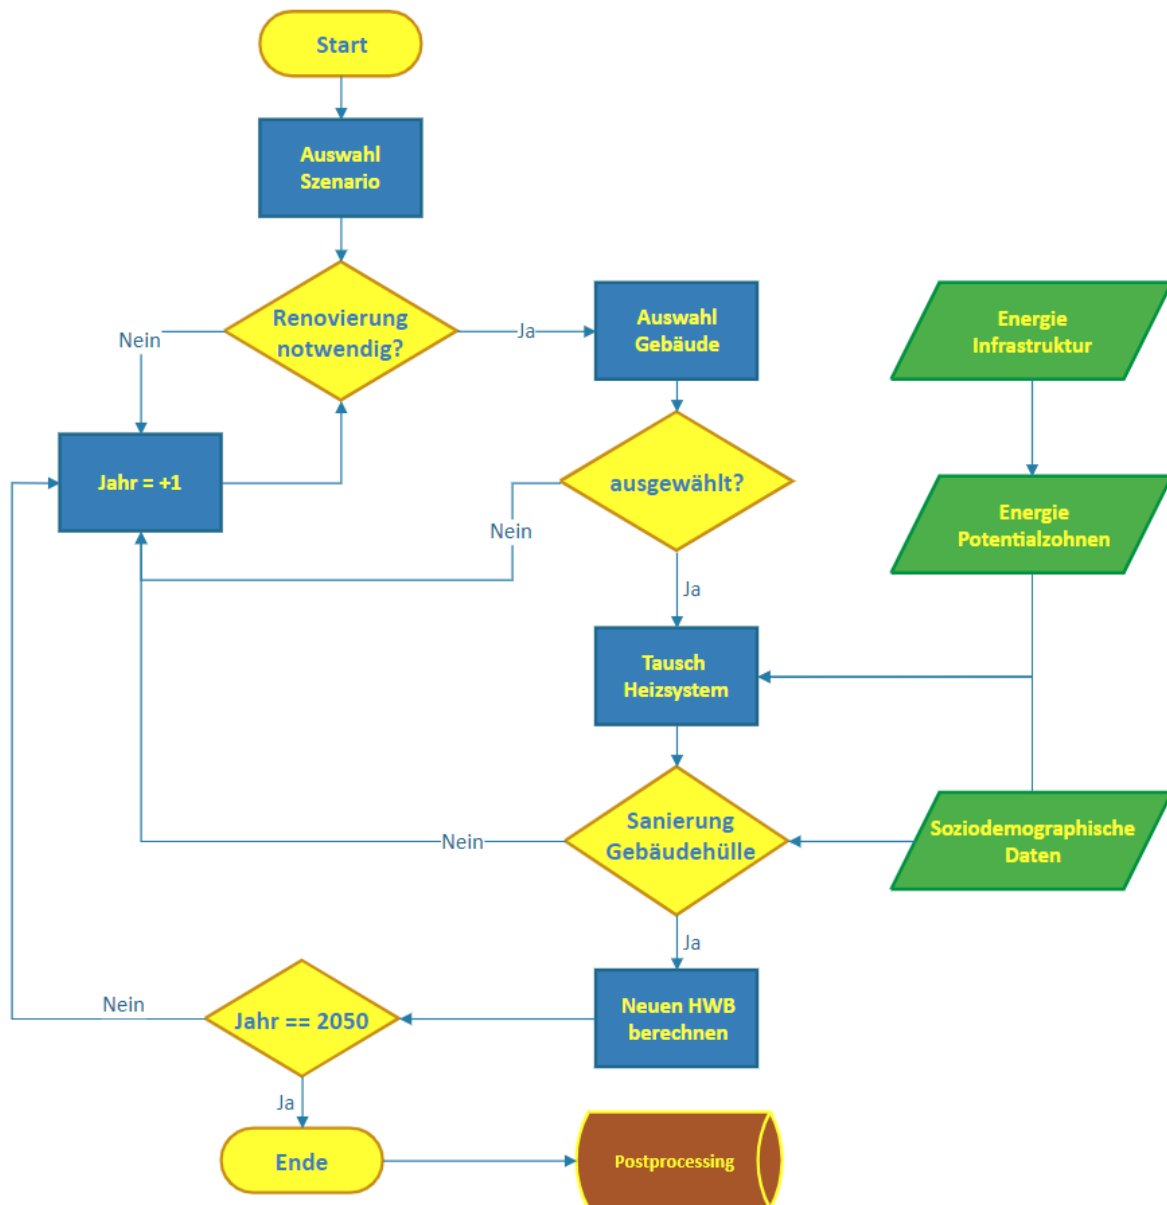 Start
Auswahl
Szenario
Renovierung
notwendig?
Nein
Ja
Auswahl
Gebäude
Energie
Infrastruktur
Jahr = +1
ausgewählt?
Nein
Energie
Potentialzohnen
Ja
Tausch
Heizsystem
Sanierung
Gebäudehülle
Nein
Soziodemographische
Daten
Ja
Neuen HWB
berechnen
Jahr == 2050
Nein
Ja
Ende
Postprocessing